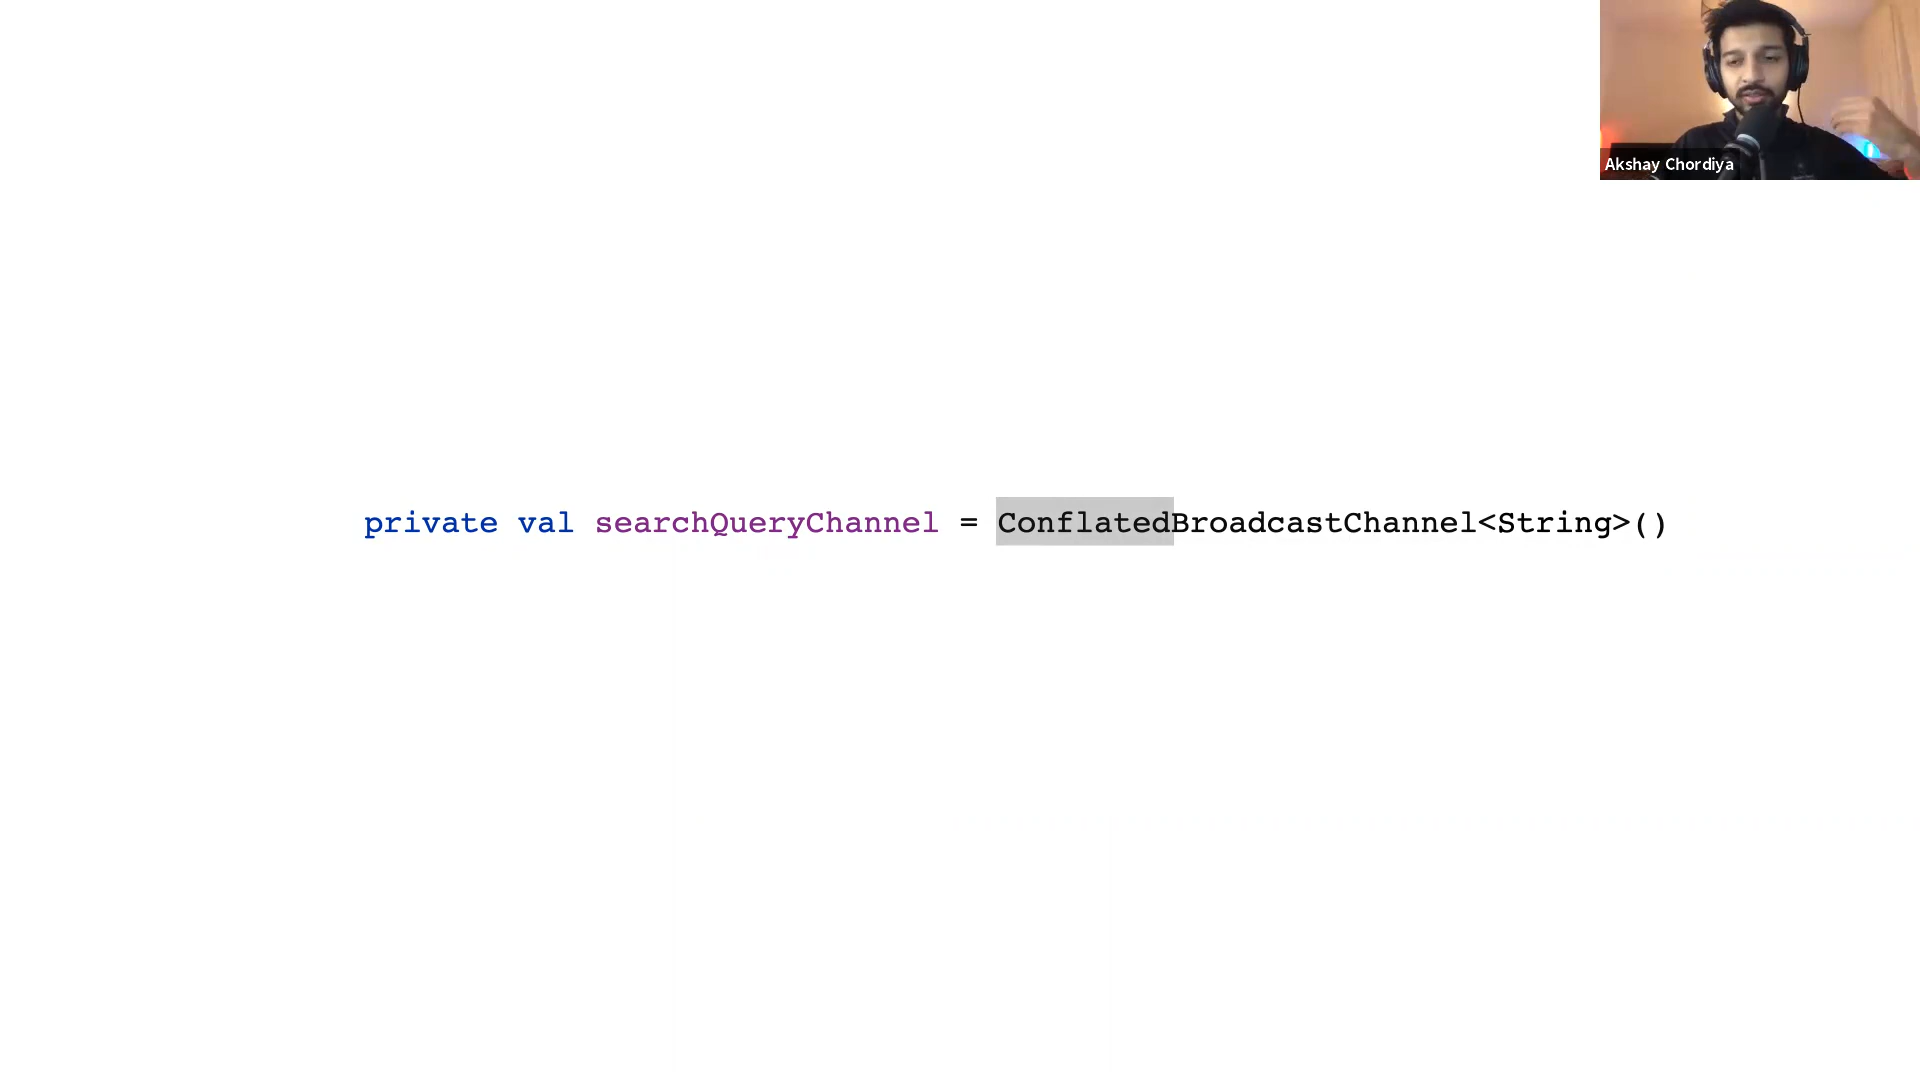 Akshay Chordiya
private val searchQueryChannel = ConflatedBroadcastChannel<String>()